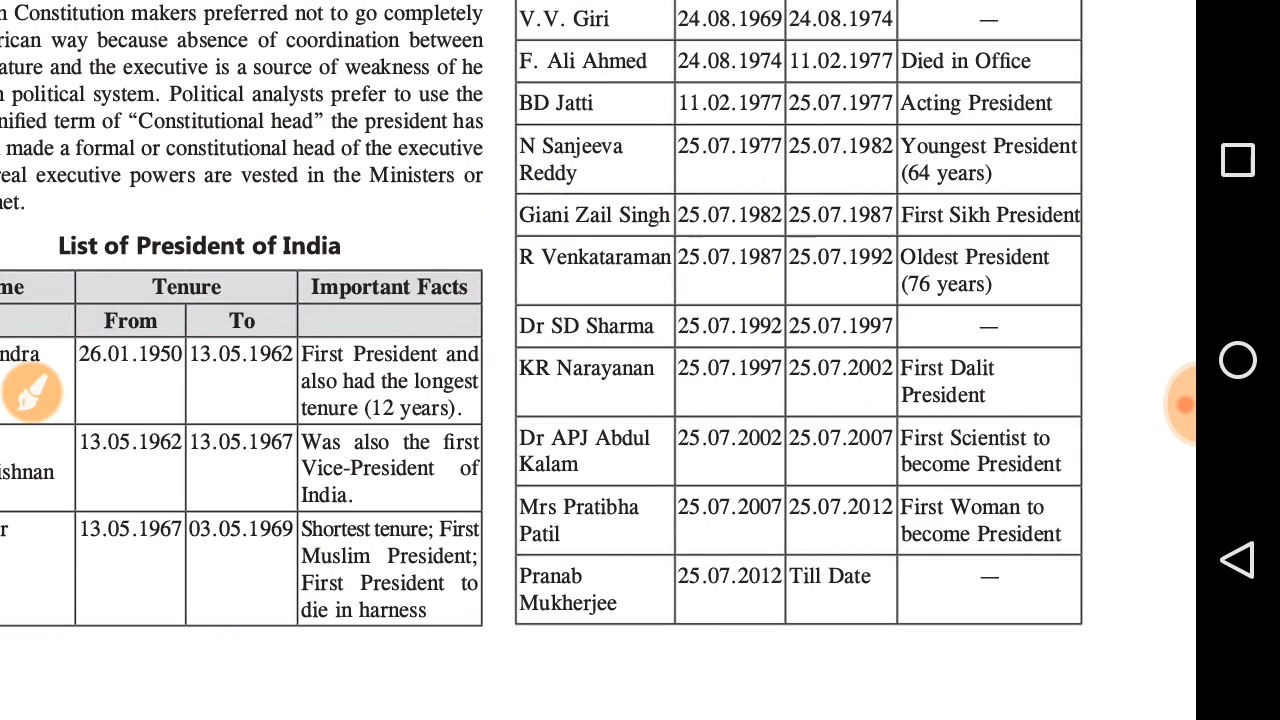 n Constitution makers preferred not to go completely
rican way because absence of coordination between
ature and the executive is a source of weakness of he
n political system. Political analysts prefer to use the
nified term of “Constitutional head” the president has
made a formal or constitutional head of the executive
real executive powers are vested in the Ministers or
net.
List of President of India
me Tenure Important Facts
From To
ndra 26.01.1950 13.05.1962 First President and
also had the longest
tenure (12 years).
13.05.1962 13.05.1967 Was also the first
ishnan Vice-President of
India.
r 13.05.1967 03.05.1969 Shortest tenure; First
Muslim President;
First President to
die in harness
V.V. Giri 24.08.1969 24.08.1974 —
F. Ali Ahmed 24.08.1974 11.02.1977 Died in Office
BD Jatti 11.02.1977 25.07.1977 Acting President
N Sanjeeva 25.07.1977 25.07.1982 Youngest President
Reddy (64 years)
Giani Zail Singh 25.07.1982 25.07.1987 First Sikh President
R Venkataraman 25.07.1987 25.07.1992 Oldest President
(76 years)
Dr SD Sharma 25.07.1992 25.07.1997 —
KR Narayanan 25.07.1997 25.07.2002 First Dalit
President
Dr APJ Abdul 25.07.2002 25.07.2007 First Scientist to
Kalam become President
Mrs Pratibha 25.07.2007 25.07.2012 First Woman to
Patil become President
Pranab 25.07.2012 Till Date —
Mukherjee